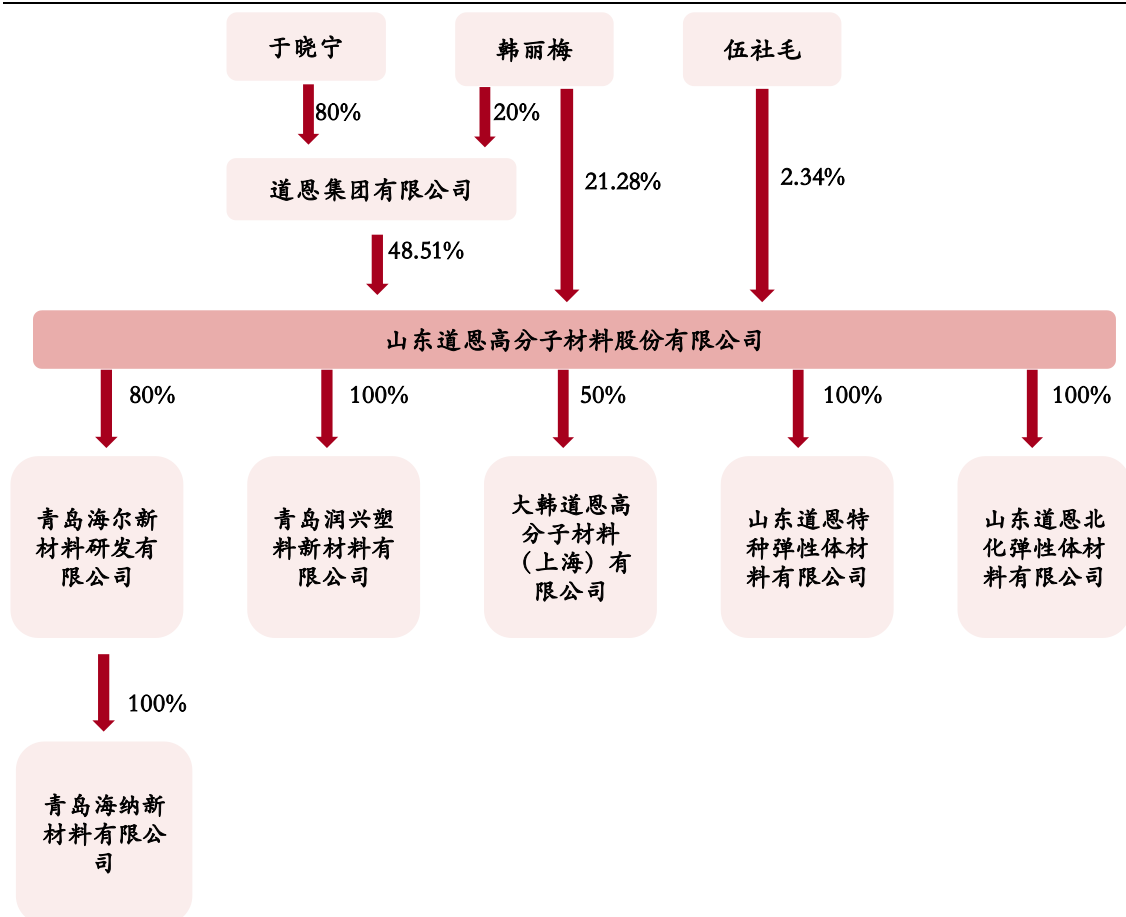 于晓宁
韩丽梅
伍社毛
80%
20%
21.28%
2.34%
道恩集团有限公司
48.51%
山东道恩高分子材料股份有限公司
80%
100%
50%
100%
100%
青岛海尔新
材料研发有
限公司
青岛润兴塑
料新材料有
限公司
大韩道恩高
分子材料
（上海）有
限公司
山东道恩特
种弹性体材
料有限公司
山东道恩北
化弹性体材
料有限公司
100%
青岛海纳新
材料有限公
司